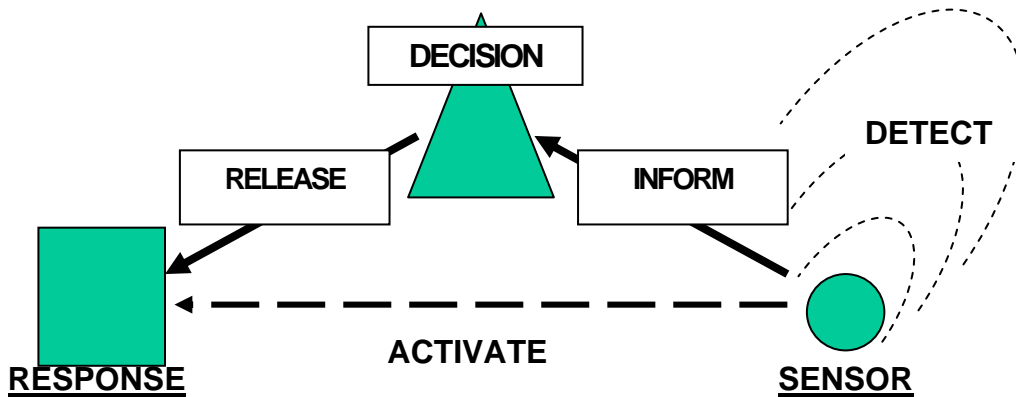 DECISION
DETECT
RELEASE
INFORM
ACTIVATE
RESPONSE
SENSOR